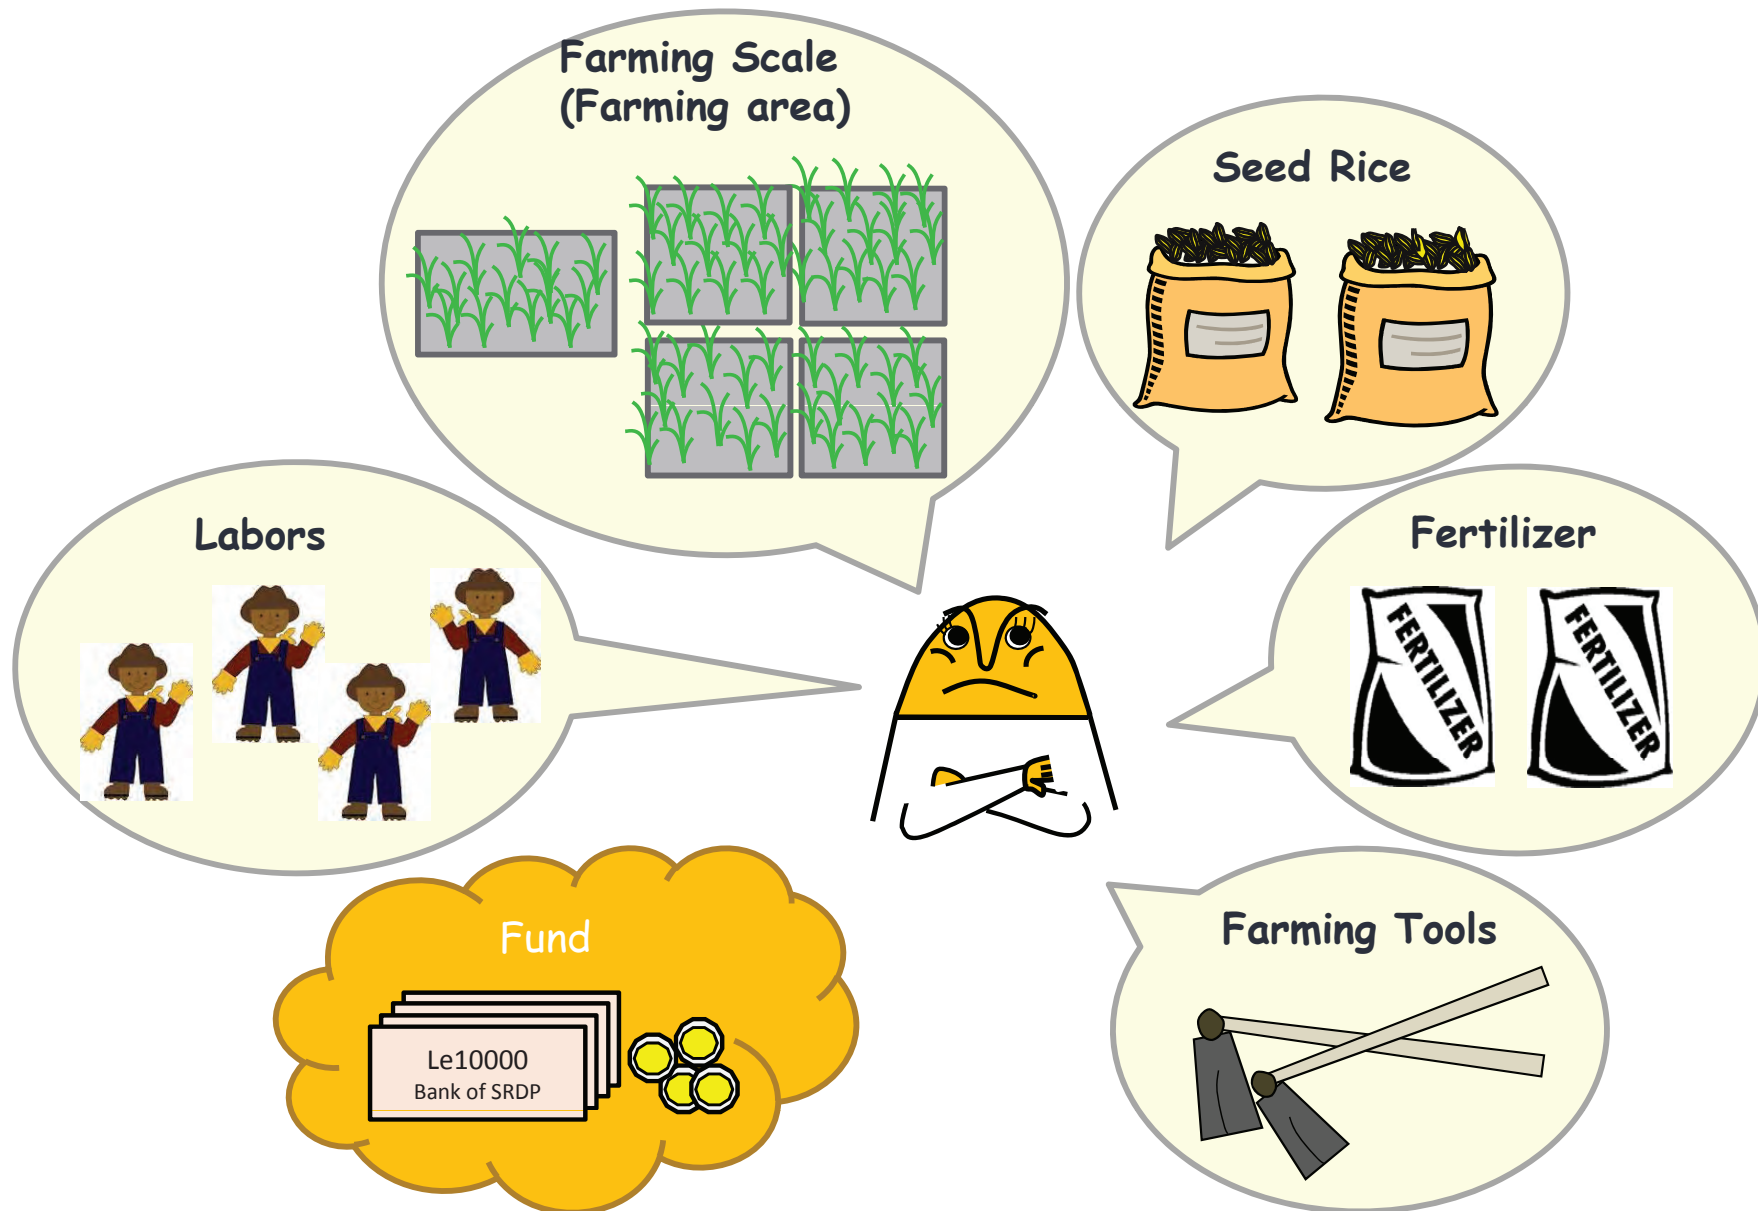 Farming Scale
(Farming area)
Seed Rice
Labors
Fertilizer
FERTILIZER
FERTILIZER
Fund
Le10000
Bank of SRDP
Farming Tools